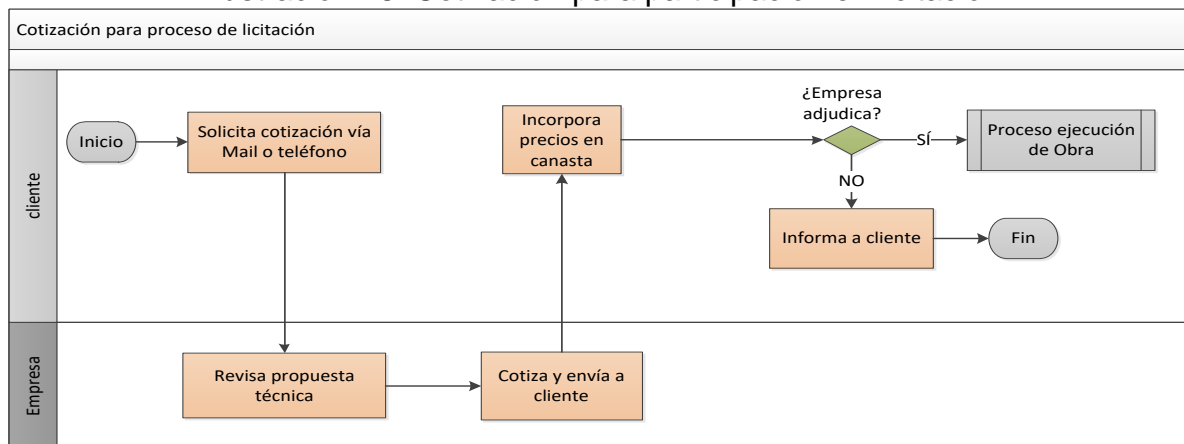 Cotización para proceso de licitación
cliente
Inicio
Solicita cotización vía
Mail o teléfono
Incorpora
precios en
canasta
¿Empresa
adjudica?
SÍ
Proceso ejecución
de Obra
NO
Informa a cliente
Fin
Empresa
Revisa propuesta
técnica
Cotiza y envía a
cliente